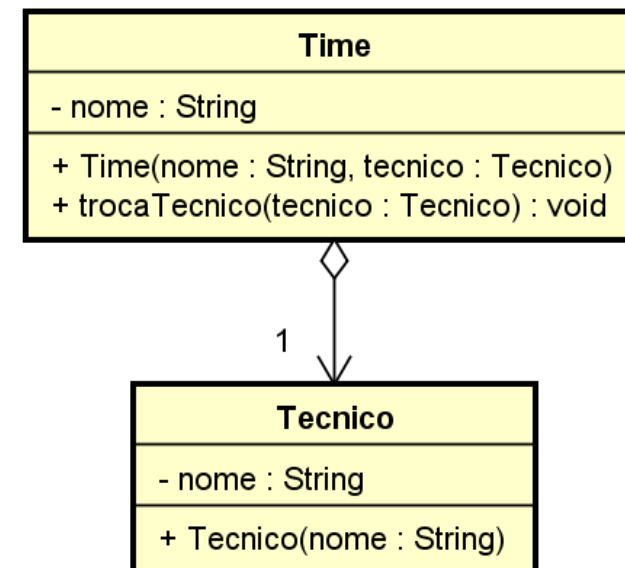 Time
- nome : String
+ Time(nome : String, tecnico : Tecnico)
+ trocaTecnico(tecnico : Tecnico) : void
1
Tecnico
- nome : String
+ Tecnico(nome : String)